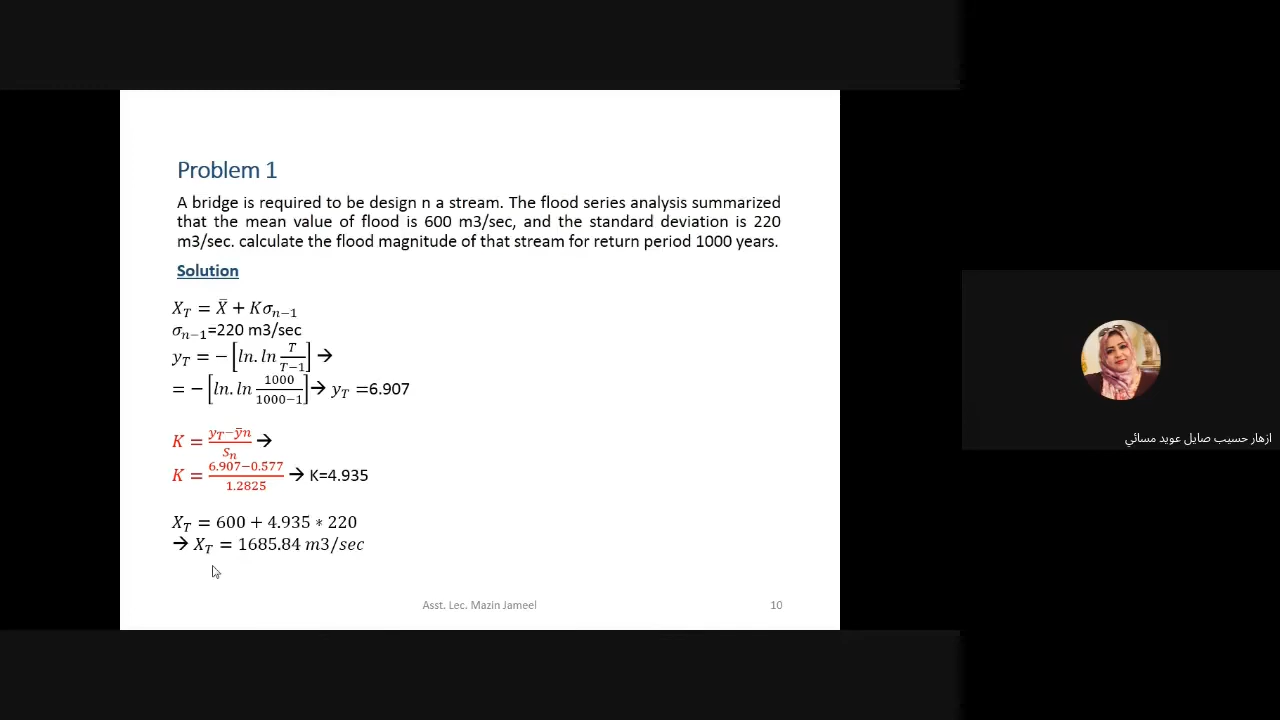 Problem 1
A bridge is required to be design n a stream. The flood series analysis summarized
that the mean value of flood is 600 m3/sec, and the standard deviation is 220
m3/sec. calculate the flood magnitude of that stream for return period 1000 years.
Solution
X_T = X̄ + Kσ_{n−1}
σ_{n−1}=220 m3/sec
y_T = −[ln. ln T/(T−1)] →
= −[ln. ln 1000/(1000−1)] → y_T =6.907
K = (y_T−ȳn)/S_n →
K = (6.907−0.577)/1.2825 → K=4.935
X_T = 600 + 4.935 ∗ 220
→ X_T = 1685.84 m3/sec
Asst. Lec. Mazin Jameel
10
ازهار حسيب صايل عويد مسائي